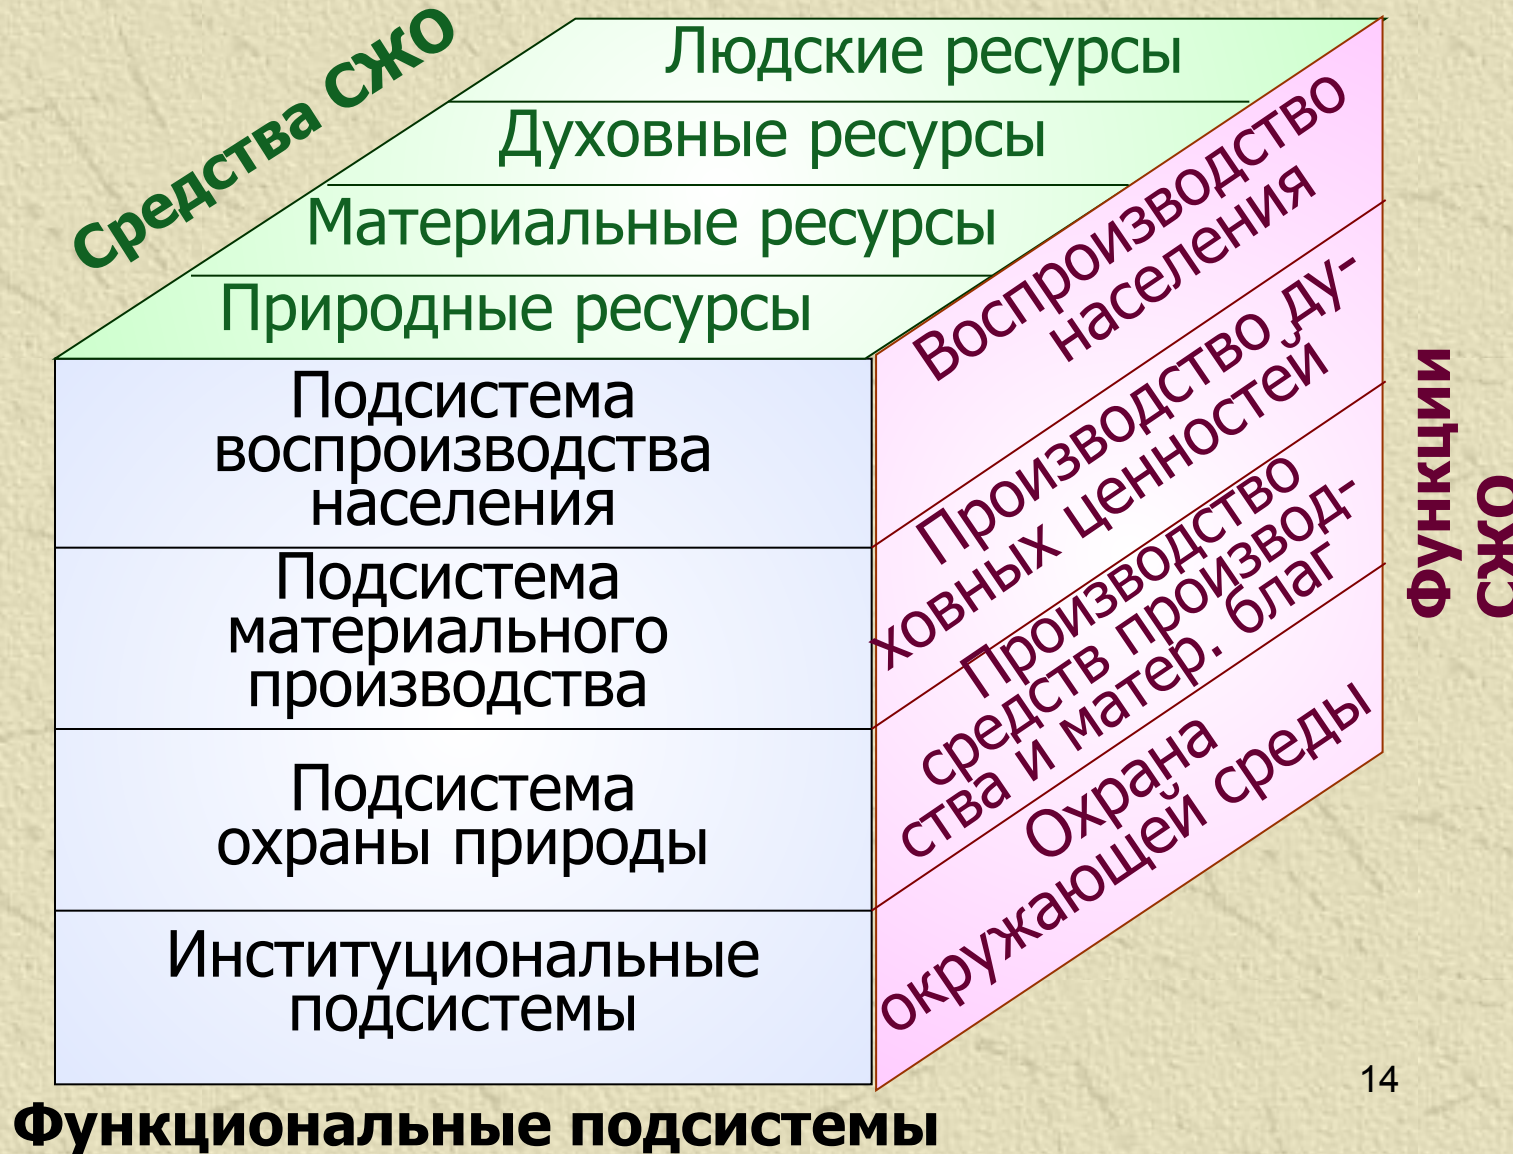 Средства СЖО
Людские ресурсы
Духовные ресурсы
Материальные ресурсы
Природные ресурсы
Подсистема
воспроизводства
населения
Подсистема
материального
производства
Подсистема
охраны природы
Институциональные
подсистемы
Воспроизводство
населения
Производство ду-
ховных ценностей
Производство
средств производ-
ства и матер. благ
Охрана
окружающей среды
Функции
СЖО
14
Функциональные подсистемы